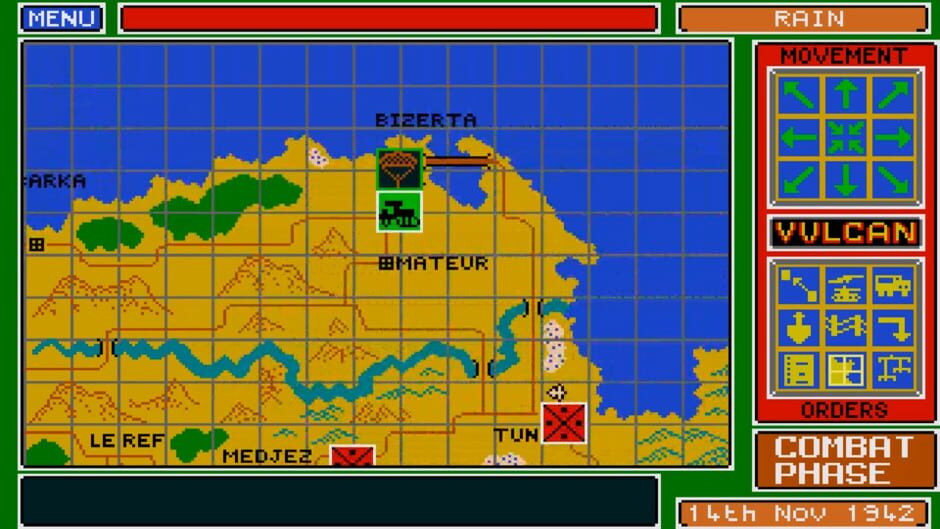 MENU
RAIN
MOVEMENT
BIZERTA
ARKA
VULCAN
MATEUR
ORDERS
TUN
LE REF
MEDJEZ
COMBAT
PHASE
14th Nov 1942